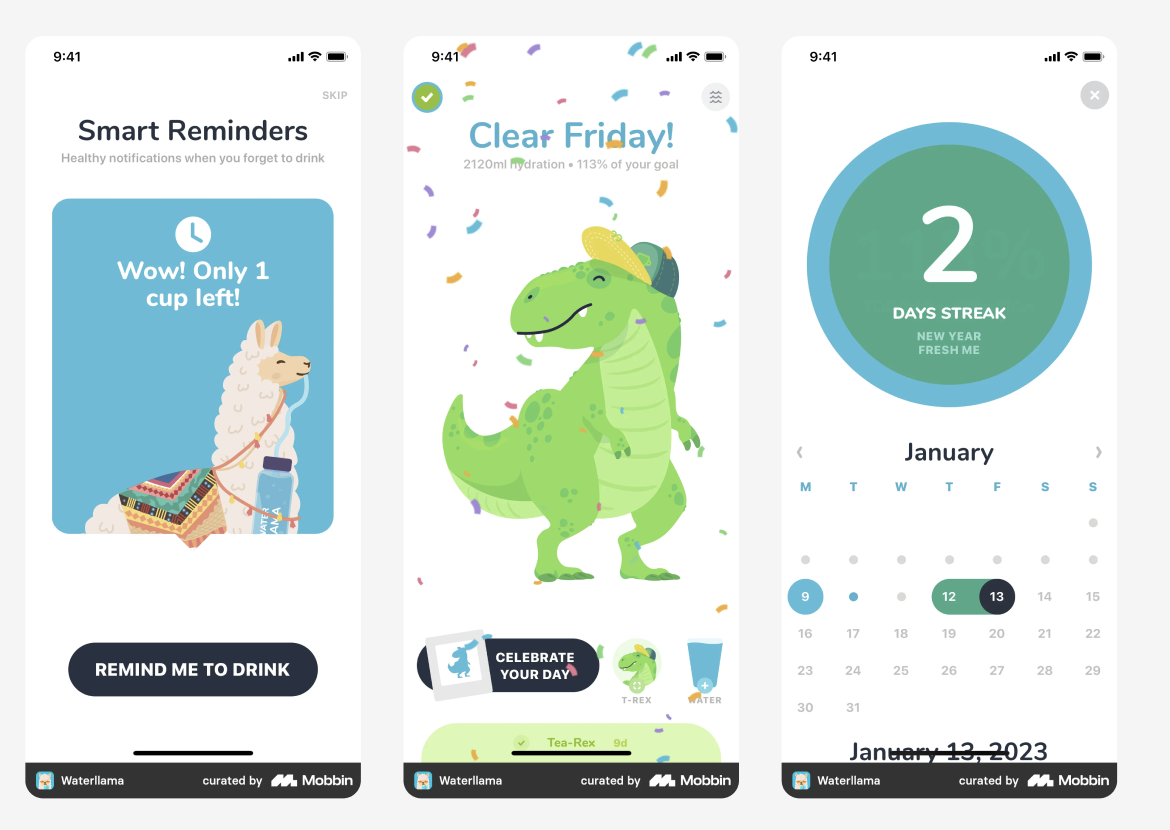 9:41
SKIP
Smart Reminders
Healthy notifications when you forget to drink
Wow! Only 1
cup left!
REMIND ME TO DRINK
Waterllama
curated by Mobbin
9:41
Clear Friday!
2120ml hydration • 113% of your goal
CELEBRATE
YOUR DAY
T-REX
WATER
Tea-Rex 9d
Waterllama
curated by Mobbin
9:41
113%
2
DAYS STREAK
NEW YEAR
FRESH ME
January
M T W T F S S
9 12 13 14 15
16 17 18 19 20 21 22
23 24 25 26 27 28 29
30 31
January 13, 2023
Waterllama
curated by Mobbin